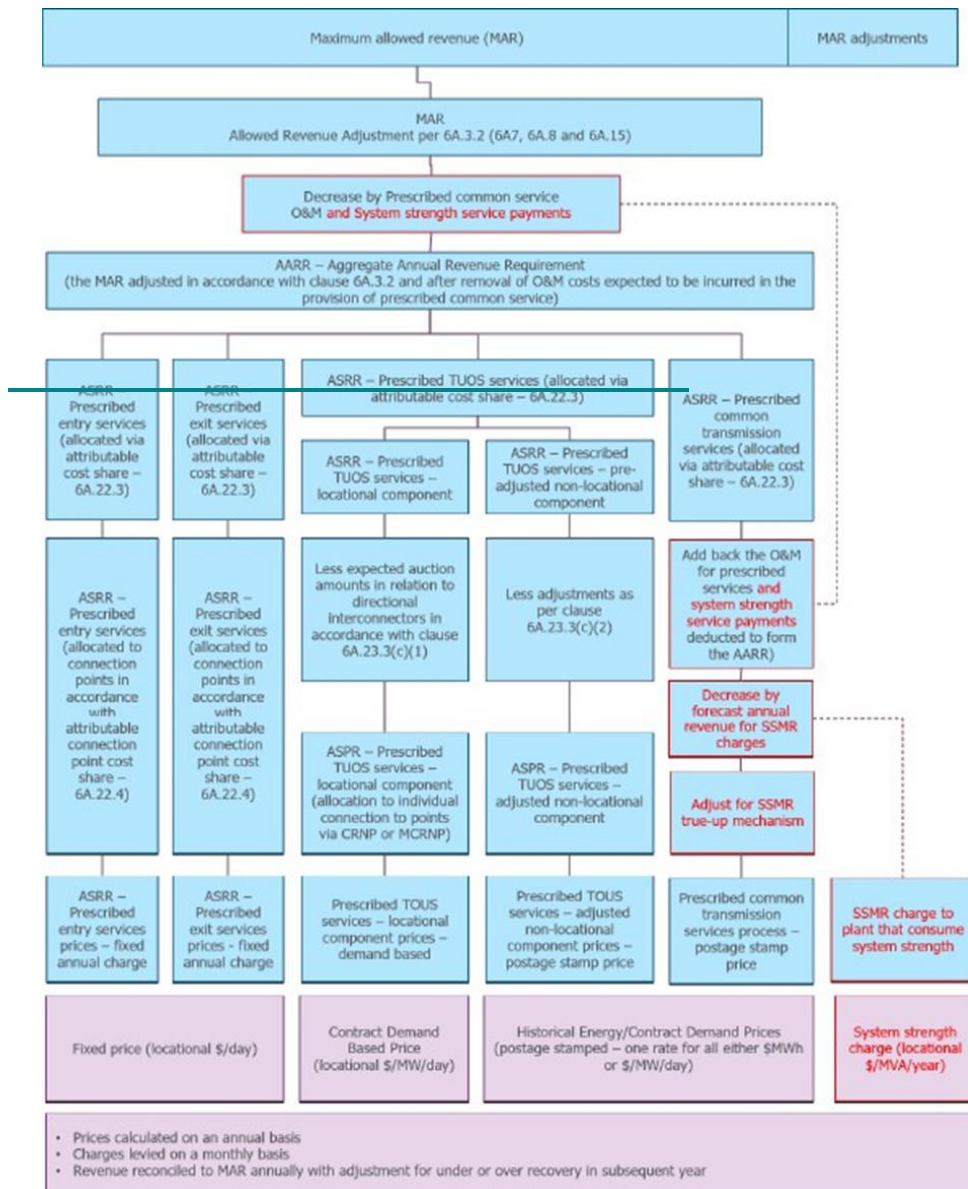 Maximum allowed revenue (MAR)
MAR adjustments
MAR
Allowed Revenue Adjustment per 6A.3.2 (6A7, 6A.8 and 6A.15)
Decrease by Prescribed common service
O&M and System strength service payments
AARR – Aggregate Annual Revenue Requirement
(the MAR adjusted in accordance with clause 6A.3.2 and after removal of O&M costs expected to be incurred in the
provision of prescribed common service)
ASRR –
Prescribed
entry services
(allocated via
attributable
cost share –
6A.22.3)
ASRR –
Prescribed
exit services
(allocated via
attributable
cost share –
6A.22.3)
ASRR – Prescribed TUOS services (allocated via
attributable cost share – 6A.22.3)
ASRR – Prescribed
common
transmission
services (allocated
via attributable cost
share – 6A.22.3)
ASRR – Prescribed
TUOS services –
locational component
ASRR – Prescribed
TUOS services – pre-
adjusted non-locational
component
ASRR –
Prescribed
entry services
(allocated to
connection
points in
accordance
with
attributable
connection
point cost
share –
6A.22.4)
ASRR –
Prescribed
exit services
(allocated to
connection
points in
accordance
with
attributable
connection
point cost
share –
6A.22.4)
Less expected auction
amounts in relation to
directional
interconnectors in
accordance with clause
6A.23.3(c)(1)
Less adjustments as
per clause
6A.23.3(c)(2)
Add back the O&M
for prescribed
services and
system strength
service payments
deducted to form
the AARR)
Decrease by
forecast annual
revenue for SSMR
charges
ASPR – Prescribed
TUOS services –
locational component
(allocation to individual
connection to points
via CRNP or MCRNP)
ASPR – Prescribed
TUOS services –
adjusted non-locational
component
Adjust for SSMR
true-up mechanism
ASRR –
Prescribed
entry services
prices – fixed
annual charge
ASRR –
Prescribed
exit services
prices - fixed
annual charge
Prescribed TOUS
services – locational
component prices –
demand based
Prescribed TOUS
services – adjusted
non-locational
component prices –
postage stamp price
Prescribed common
transmission
services process –
postage stamp
price
SSMR charge to
plant that consume
system strength
Fixed price (locational $/day)
Contract Demand
Based Price
(locational $/MW/day)
Historical Energy/Contract Demand Prices
(postage stamped – one rate for all either $MWh
or $/MW/day)
System strength
charge (locational
$/MVA/year)
• Prices calculated on an annual basis
• Charges levied on a monthly basis
• Revenue reconciled to MAR annually with adjustment for under or over recovery in subsequent year